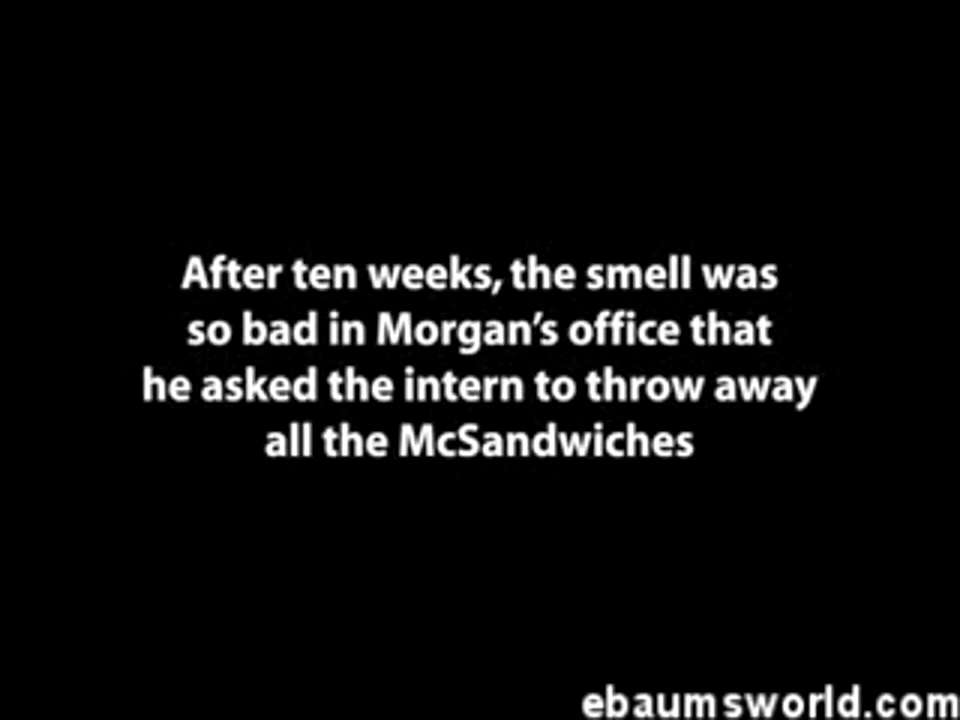 After ten weeks, the smell was
so bad in Morgan’s office that
he asked the intern to throw away
all the McSandwiches
ebaumsworld.com